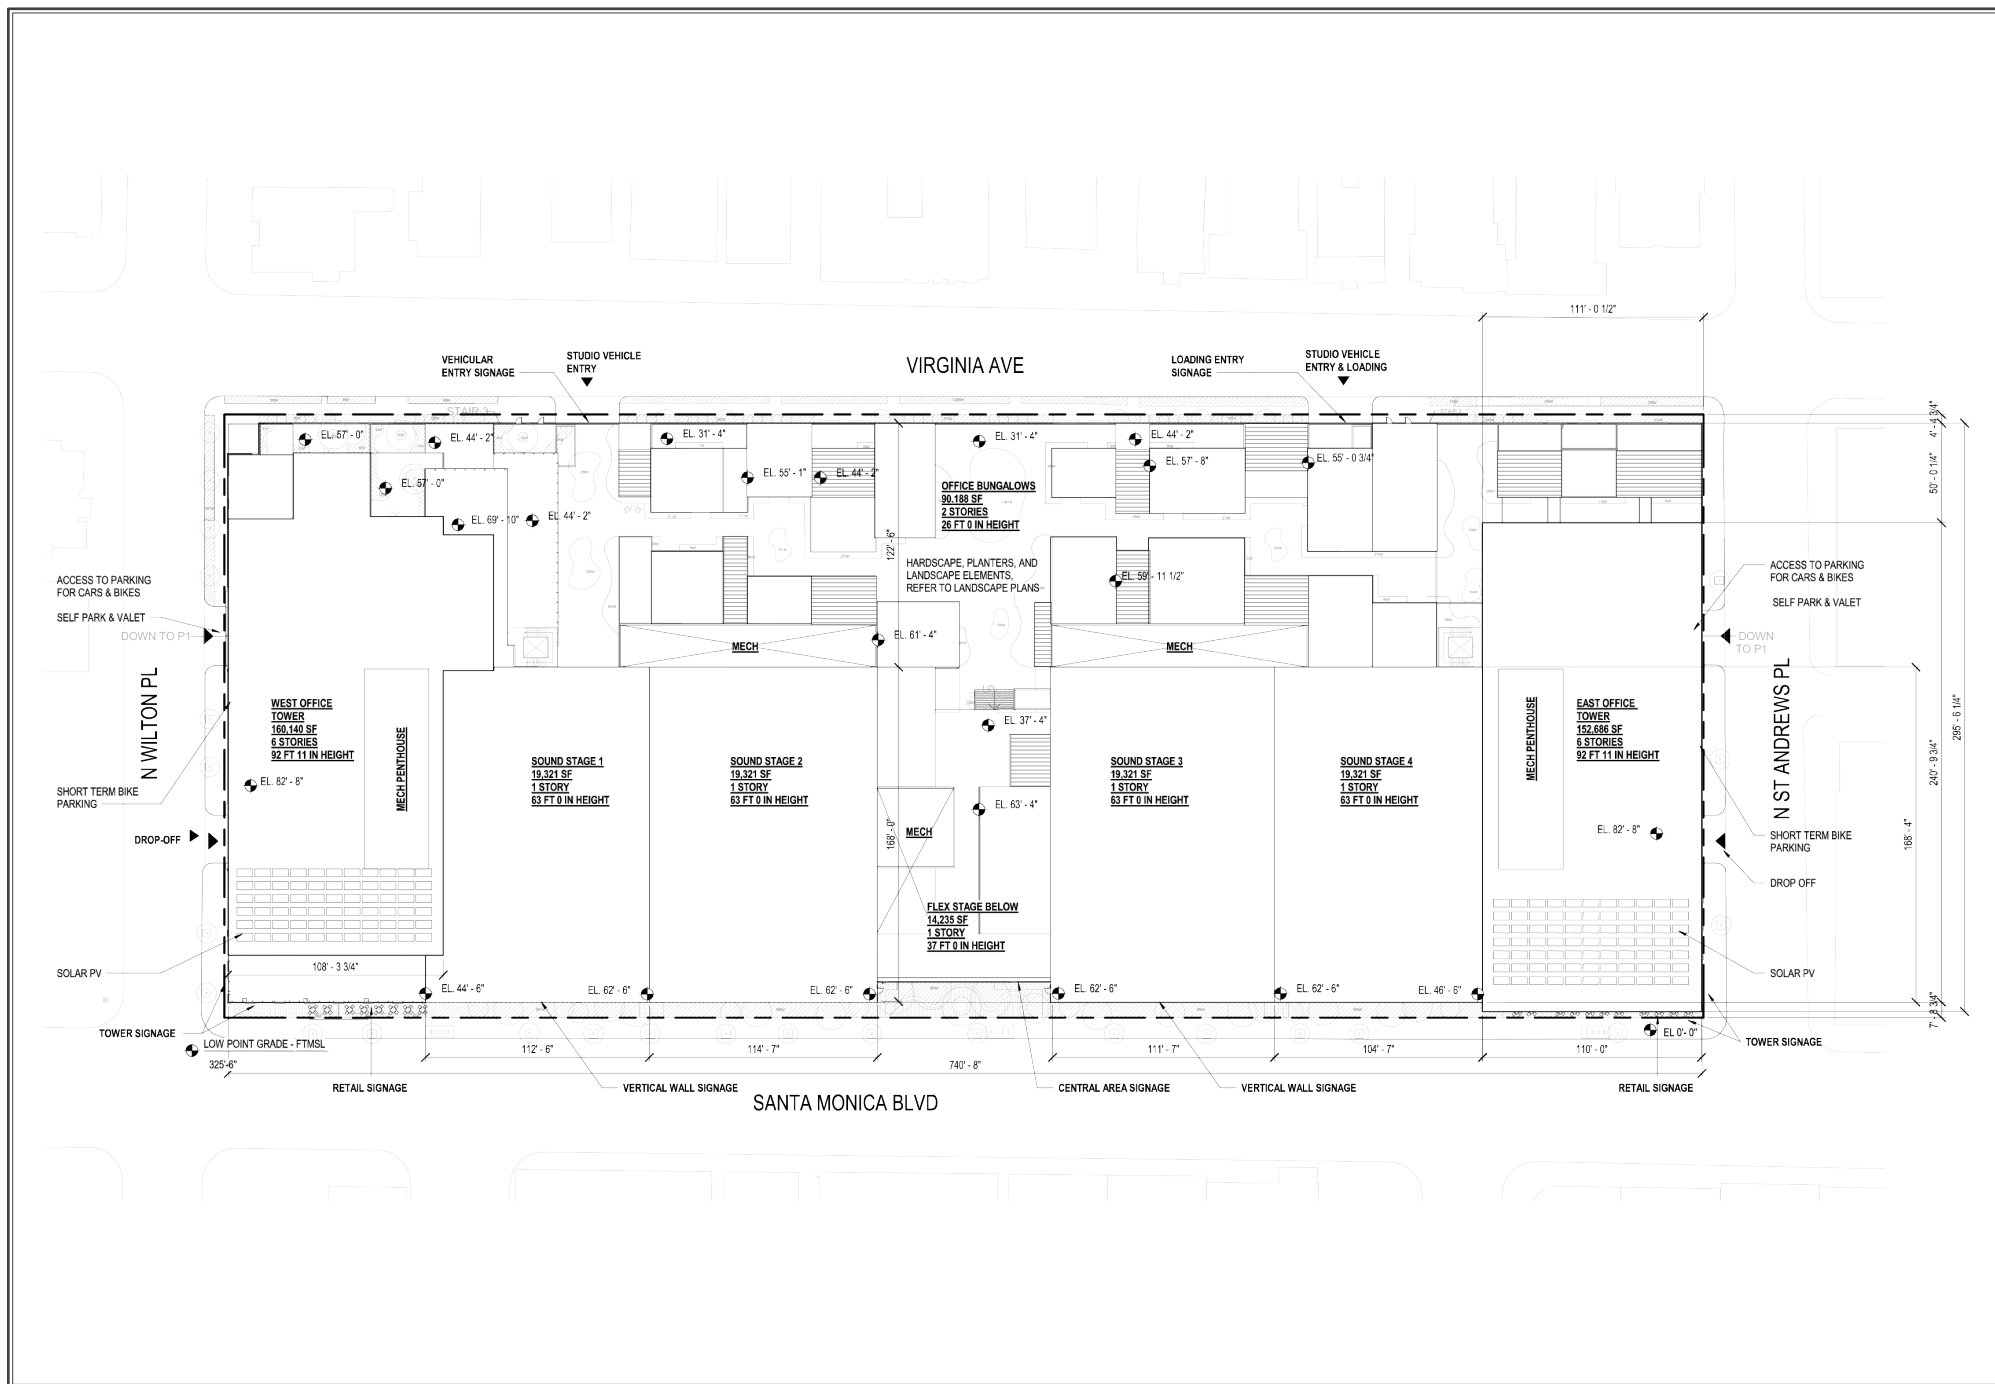 111' - 0 1/2"
VEHICULAR
ENTRY SIGNAGE
STUDIO VEHICLE
ENTRY
VIRGINIA AVE
LOADING ENTRY
SIGNAGE
STUDIO VEHICLE
ENTRY & LOADING
STAIR 3
4' - 4 3/4"
EL. 57' - 0"
EL. 44' - 2"
EL. 31' - 4"
EL. 31' - 4"
EL. 44' - 2"
EL. 55' - 1"
EL. 44' - 2"
EL. 57' - 8"
EL. 55' - 0 3/4"
50' - 0 1/4"
EL. 57' - 0"
OFFICE BUNGALOWS
90,188 SF
2 STORIES
26 FT 0 IN HEIGHT
EL. 69' - 10"
EL. 44' - 2"
122' - 6"
HARDSCAPE, PLANTERS, AND
LANDSCAPE ELEMENTS,
REFER TO LANDSCAPE PLANS
EL. 59' - 11 1/2"
ACCESS TO PARKING
FOR CARS & BIKES
SELF PARK & VALET
DOWN TO P1
ACCESS TO PARKING
FOR CARS & BIKES
SELF PARK & VALET
DOWN
TO P1
EL. 61' - 4"
MECH
MECH
N WILTON PL
N ST ANDREWS PL
WEST OFFICE
TOWER
160,140 SF
6 STORIES
92 FT 11 IN HEIGHT
MECH PENTHOUSE
EL. 82' - 8"
UP
EL. 37' - 4"
MECH PENTHOUSE
EAST OFFICE
TOWER
152,686 SF
6 STORIES
92 FT 11 IN HEIGHT
295' - 6 1/4"
240' - 9 3/4"
168' - 4"
SOUND STAGE 1
19,321 SF
1 STORY
63 FT 0 IN HEIGHT
SOUND STAGE 2
19,321 SF
1 STORY
63 FT 0 IN HEIGHT
SOUND STAGE 3
19,321 SF
1 STORY
63 FT 0 IN HEIGHT
SOUND STAGE 4
19,321 SF
1 STORY
63 FT 0 IN HEIGHT
SHORT TERM BIKE
PARKING
DROP-OFF
EL. 63' - 4"
MECH
168' - 0"
EL. 82' - 8"
SHORT TERM BIKE
PARKING
DROP OFF
FLEX STAGE BELOW
14,235 SF
1 STORY
37 FT 0 IN HEIGHT
SOLAR PV
108' - 3 3/4"
SOLAR PV
EL. 44' - 6"
EL. 62' - 6"
EL. 62' - 6"
EL. 62' - 6"
EL. 62' - 6"
EL. 46' - 6"
7' - 8 3/4"
TOWER SIGNAGE
EL 0'- 0"
TOWER SIGNAGE
LOW POINT GRADE - FTMSL
325'-6"
112' - 6"
114' - 7"
111' - 7"
104' - 7"
110' - 0"
740' - 8"
RETAIL SIGNAGE
VERTICAL WALL SIGNAGE
CENTRAL AREA SIGNAGE
VERTICAL WALL SIGNAGE
RETAIL SIGNAGE
SANTA MONICA BLVD